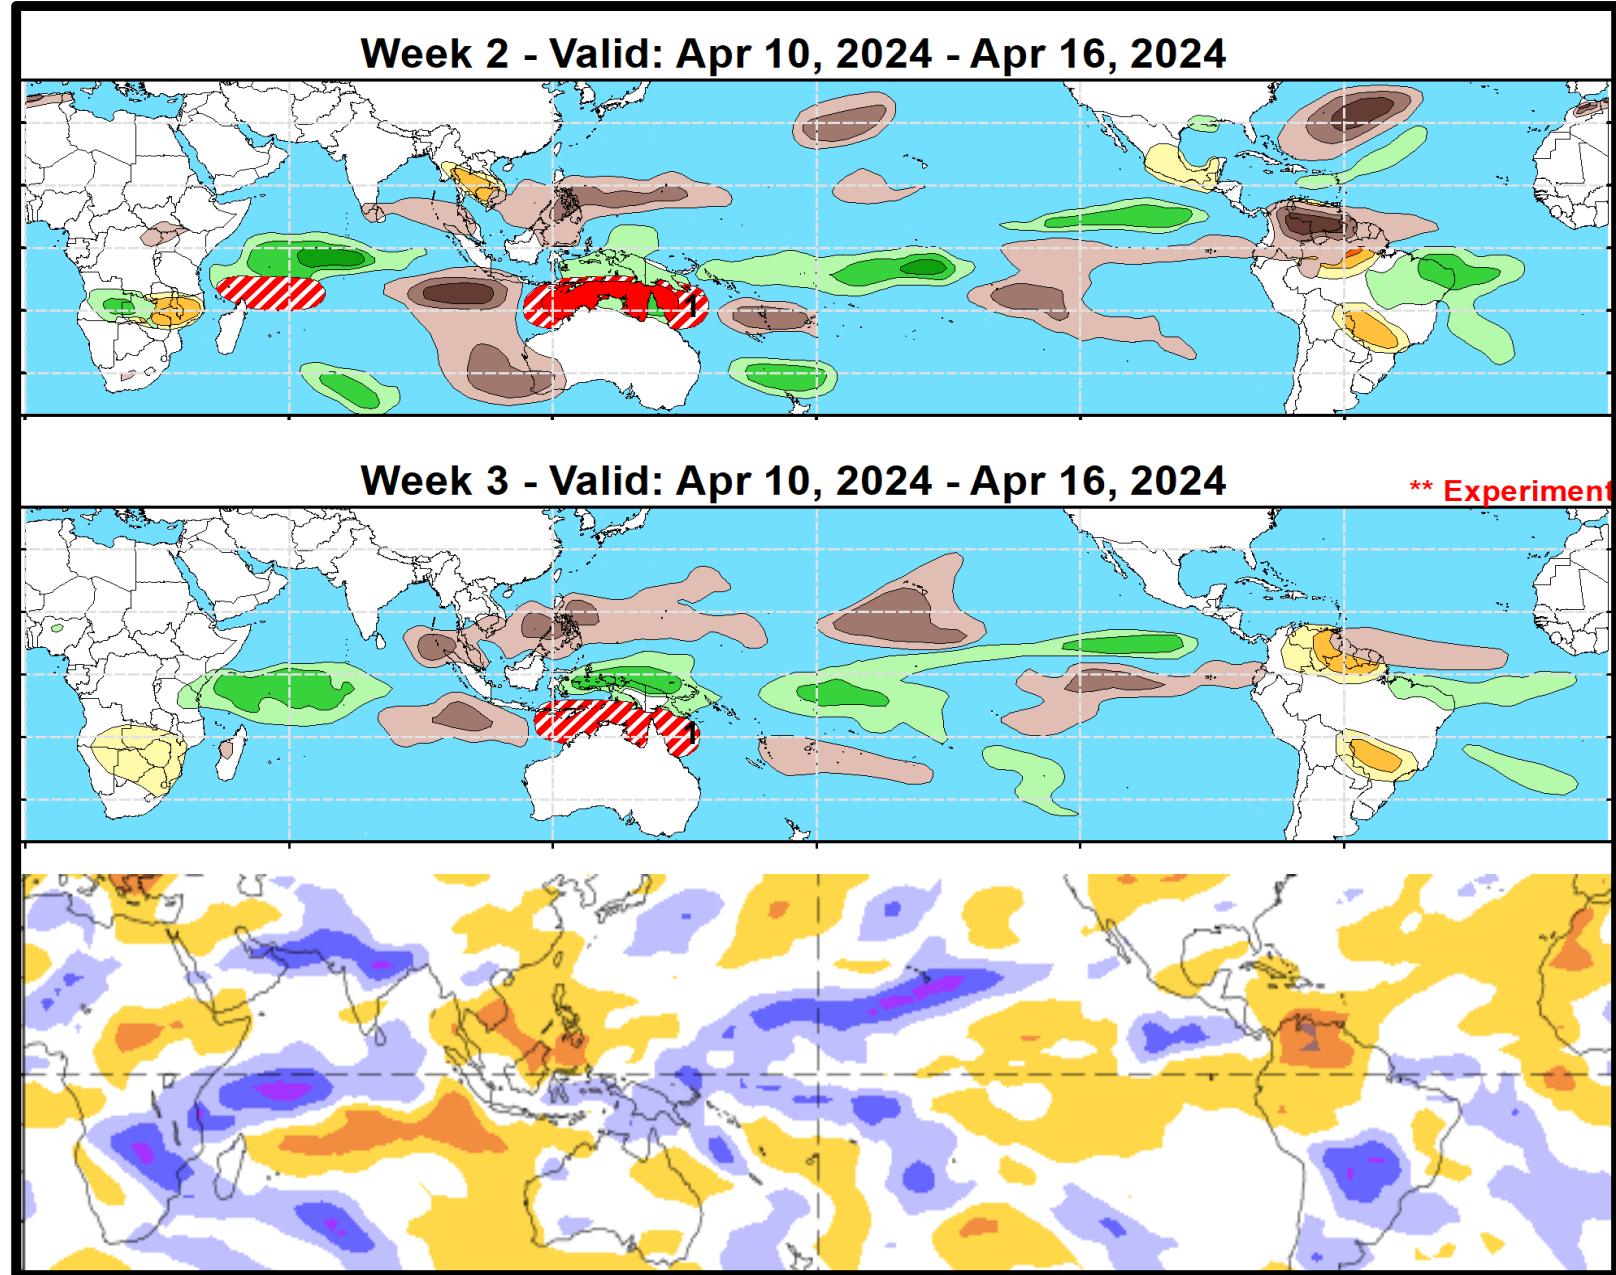 Week 2 - Valid: Apr 10, 2024 - Apr 16, 2024
1
Week 3 - Valid: Apr 10, 2024 - Apr 16, 2024
** Experiment
1